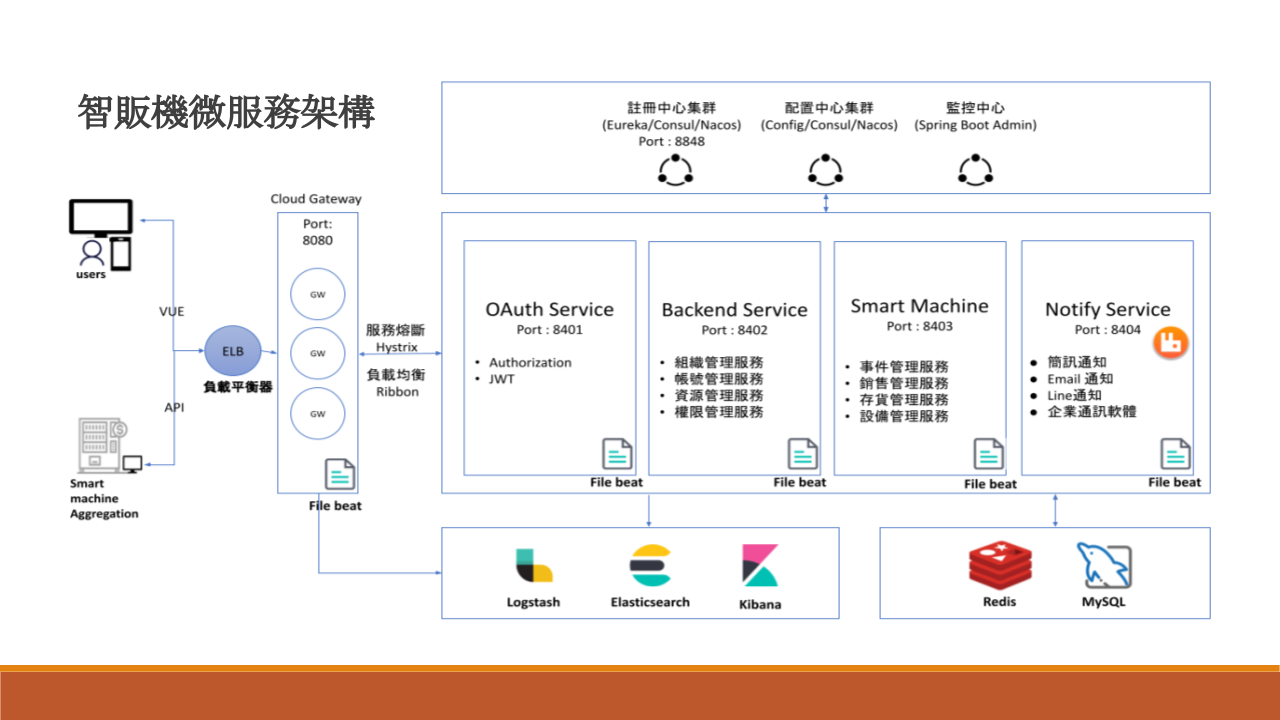 智販機微服務架構
註冊中心集群
(Eureka/Consul/Nacos)
Port : 8848
配置中心集群
(Config/Consul/Nacos)
監控中心
(Spring Boot Admin)
users
VUE
API
Smart
machine
Aggregation
ELB
負載平衡器
Cloud Gateway
Port:
8080
GW
GW
GW
File beat
服務熔斷
Hystrix
負載均衡
Ribbon
OAuth Service
Port : 8401
• Authorization
• JWT
File beat
Backend Service
Port : 8402
• 組織管理服務
• 帳號管理服務
• 資源管理服務
• 權限管理服務
File beat
Smart Machine
Port : 8403
• 事件管理服務
• 銷售管理服務
• 存貨管理服務
• 設備管理服務
File beat
Notify Service
Port : 8404
● 簡訊通知
● Email 通知
● Line通知
● 企業通訊軟體
File beat
Logstash
Elasticsearch
Kibana
Redis
MySQL